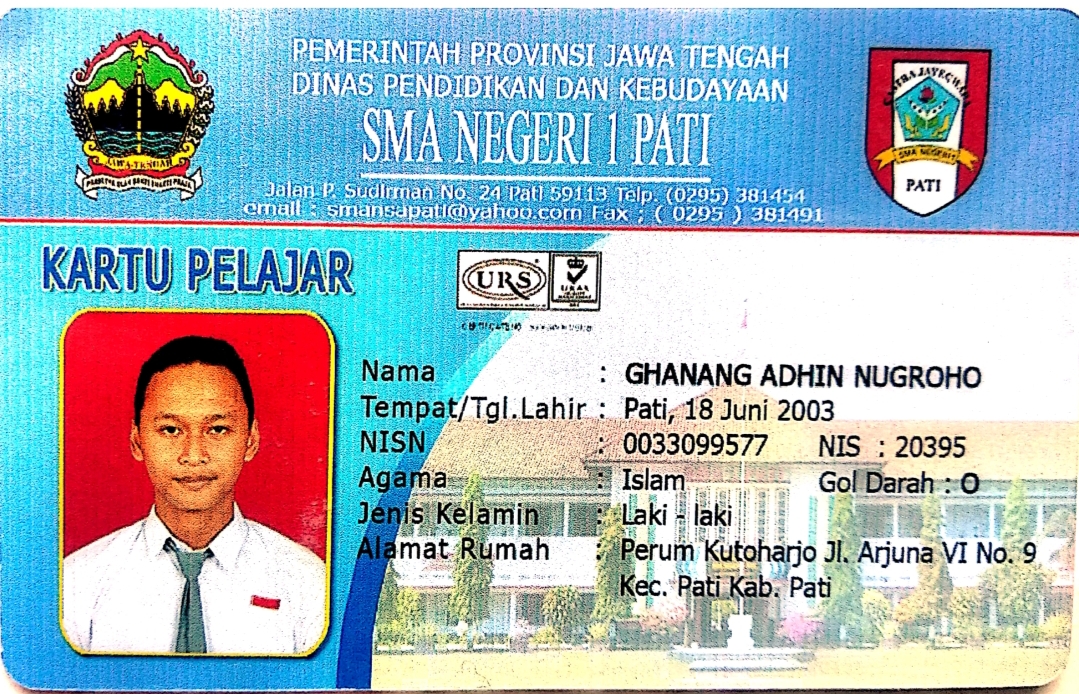 PEMERINTAH PROVINSI JAWA TENGAH
DINAS PENDIDIKAN DAN KEBUDAYAAN
SMA NEGERI 1 PATI
Jalan P. Sudirman No. 24 Pati 59113 Telp. (0295) 381454
email : smansapati@yahoo.com Fax ; ( 0295 ) 381491
JAWA-TENGAH
SMA NEGERI 1
PATI
KARTU PELAJAR
URS
UKAS
Nama : GHANANG ADHIN NUGROHO
Tempat/Tgl.Lahir : Pati, 18 Juni 2003
NISN : 0033099577 NIS : 20395
Agama : Islam Gol Darah : O
Jenis Kelamin : Laki - laki
Alamat Rumah : Perum Kutoharjo Jl. Arjuna VI No. 9
Kec. Pati Kab. Pati